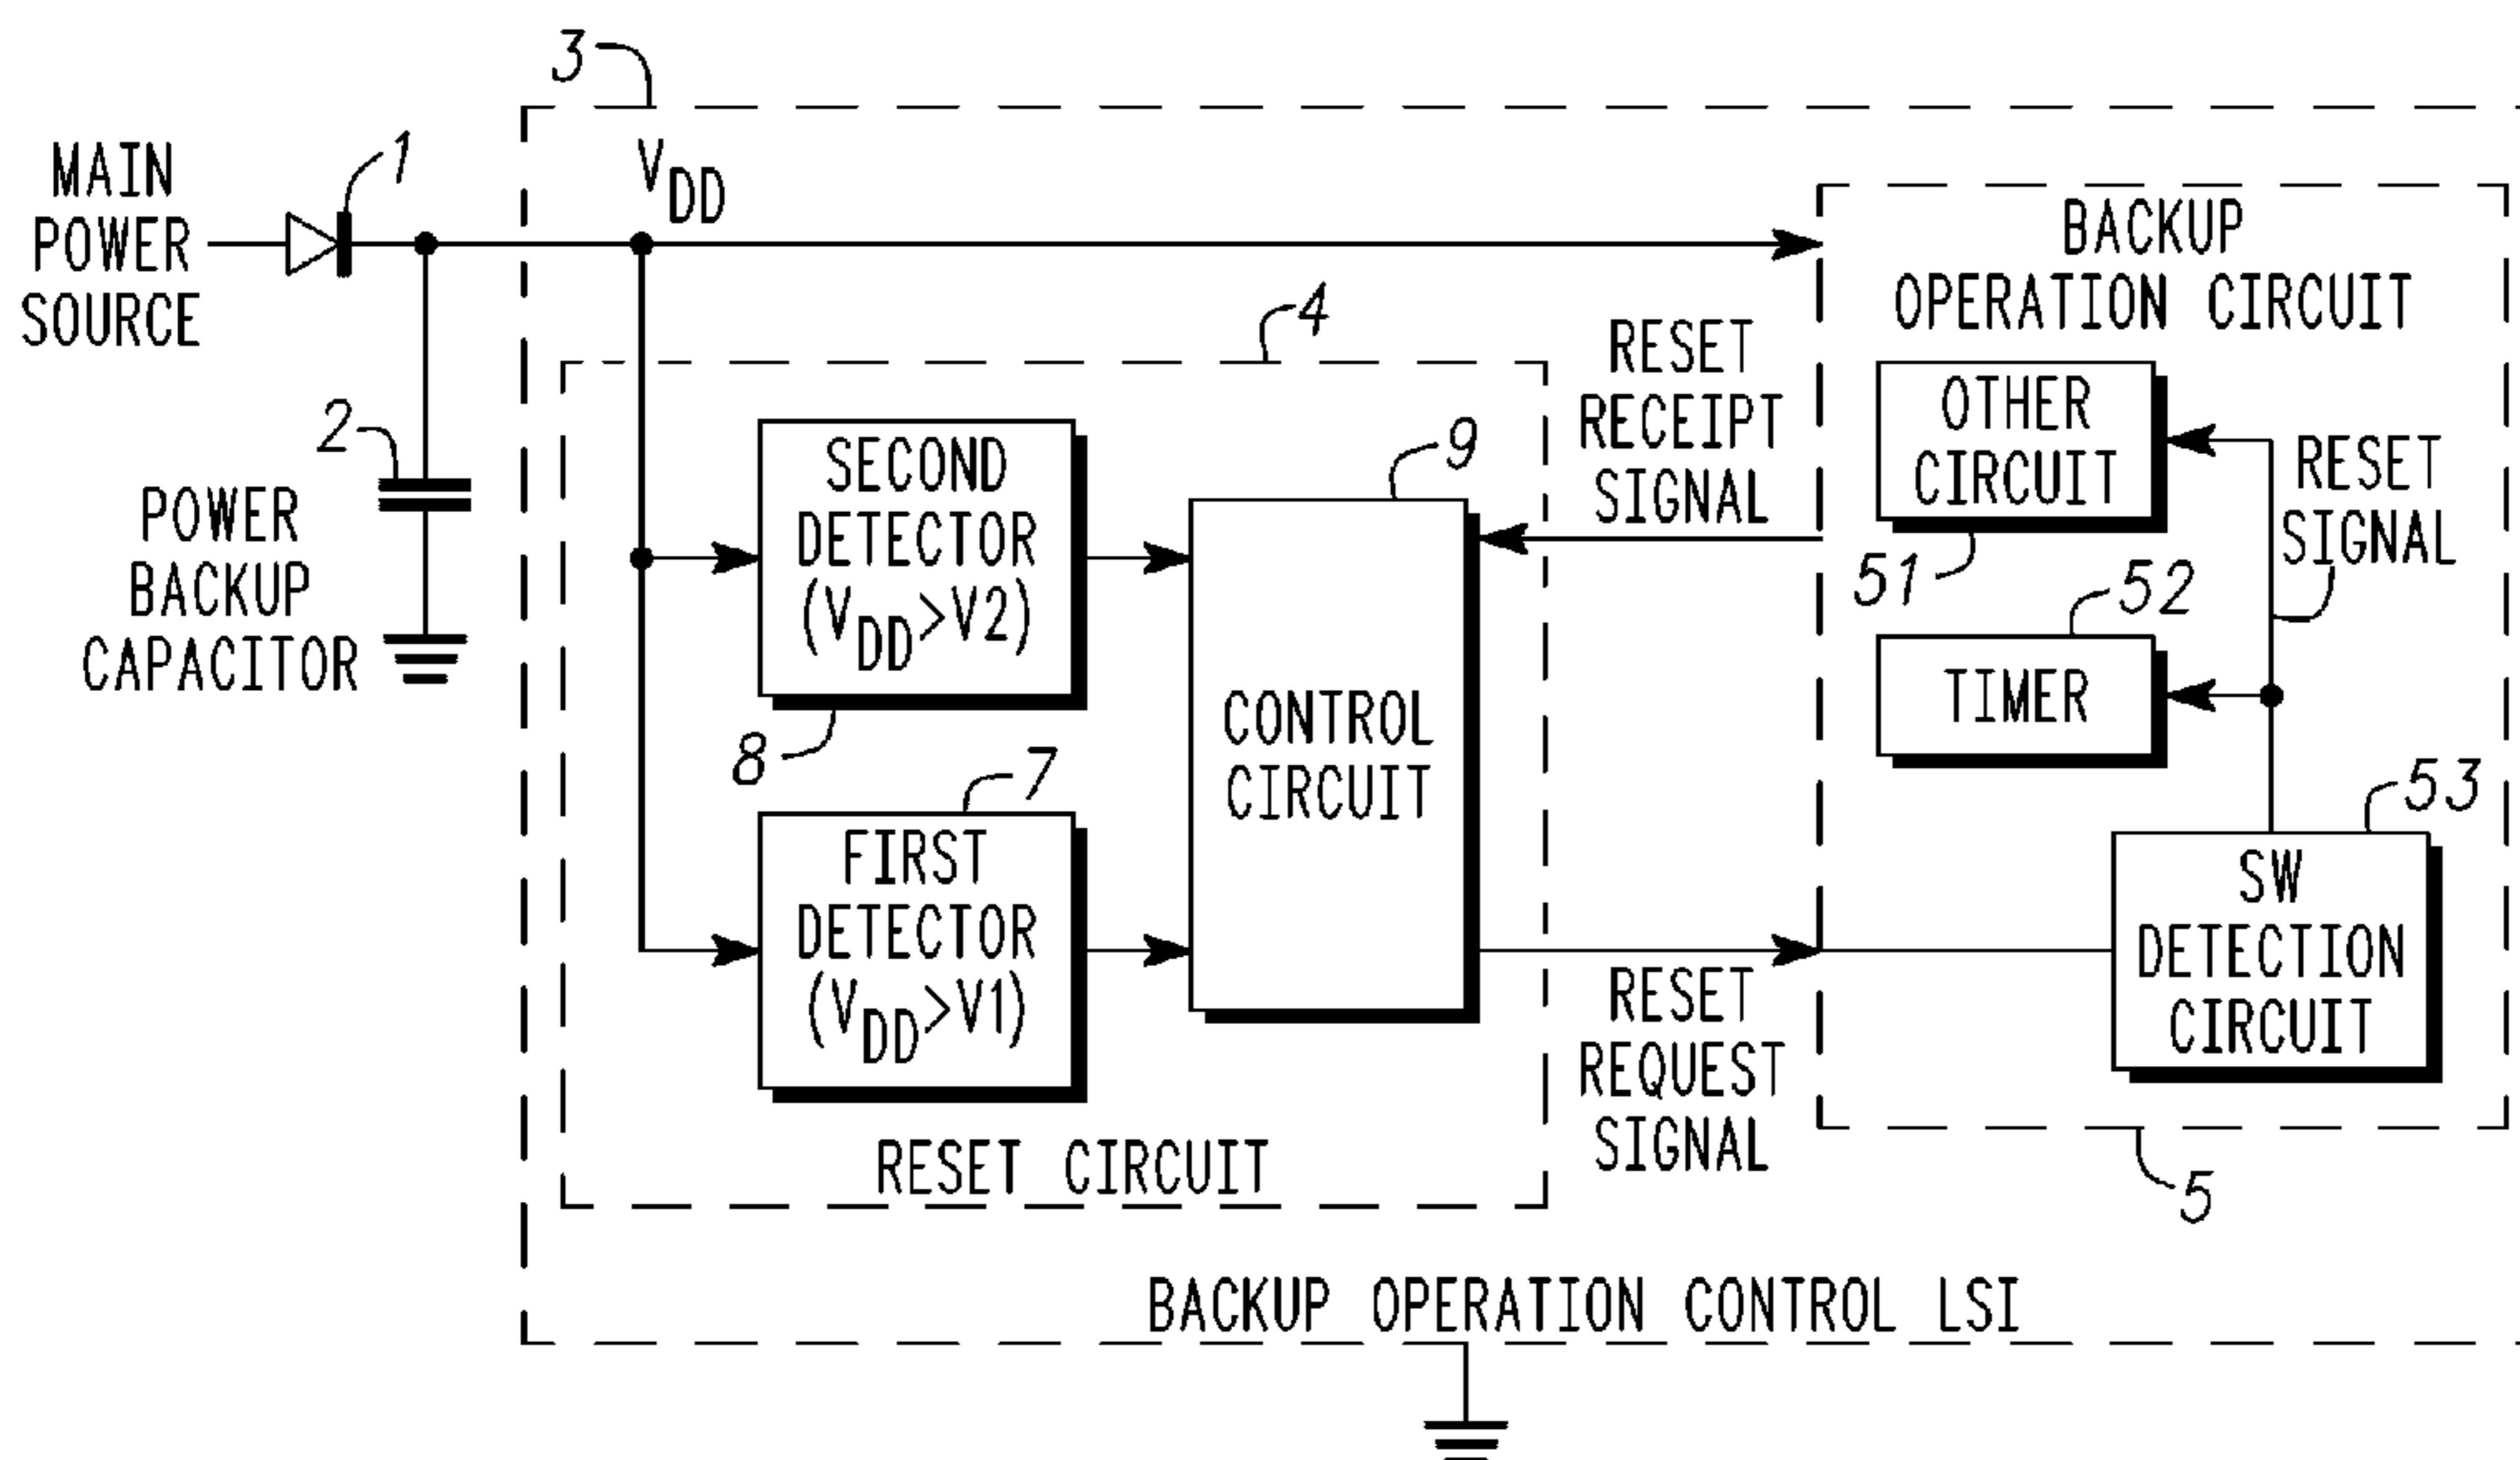 3
MAIN
POWER
SOURCE
1
VDD
2
POWER
BACKUP
CAPACITOR
4
SECOND
DETECTOR
(VDD>V2)
8
7
FIRST
DETECTOR
(VDD>V1)
9
CONTROL
CIRCUIT
RESET CIRCUIT
RESET
RECEIPT
SIGNAL
RESET
REQUEST
SIGNAL
BACKUP
OPERATION CIRCUIT
OTHER
CIRCUIT
51
RESET
SIGNAL
52
TIMER
53
SW
DETECTION
CIRCUIT
5
BACKUP OPERATION CONTROL LSI